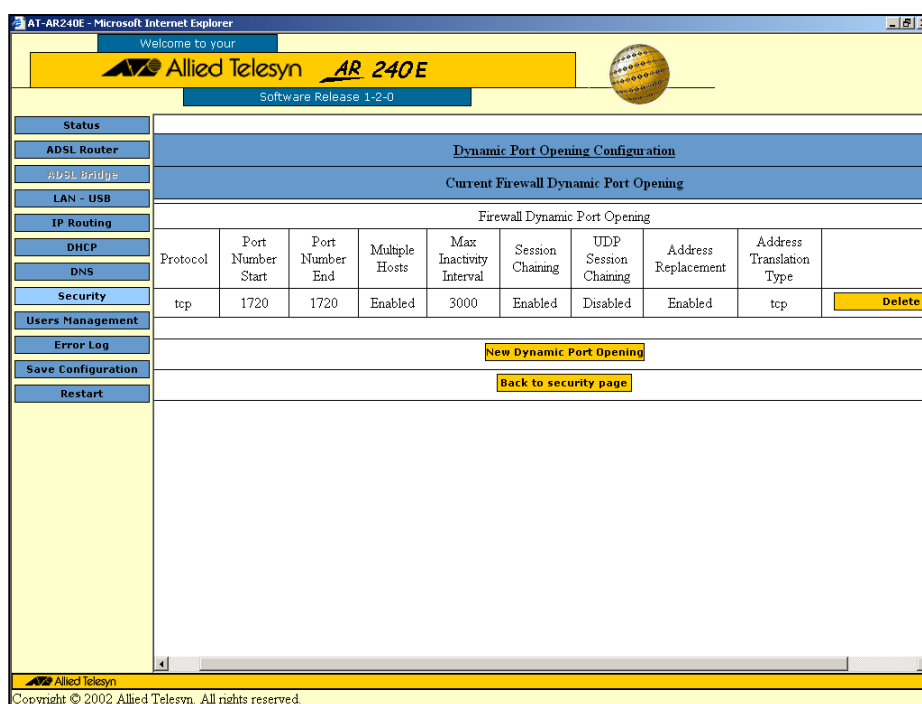 AT-AR240E - Microsoft Internet Explorer
Welcome to your
Allied Telesyn AR 240E
Software Release 1-2-0
Status
ADSL Router
ADSL Bridge
LAN - USB
IP Routing
DHCP
DNS
Security
Users Management
Error Log
Save Configuration
Restart
Dynamic Port Opening Configuration
Current Firewall Dynamic Port Opening
Firewall Dynamic Port Opening
Protocol Port Number Start Port Number End Multiple Hosts Max Inactivity Interval Session Chaining UDP Session Chaining Address Replacement Address Translation Type
tcp 1720 1720 Enabled 3000 Enabled Disabled Enabled tcp Delete
New Dynamic Port Opening
Back to security page
Allied Telesyn
Copyright © 2002 Allied Telesyn. All rights reserved.